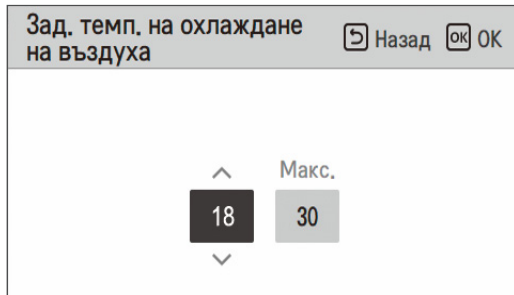 Зад. темп. на охлаждане
на въздуха
Назад OK OK
Макс.
18 30